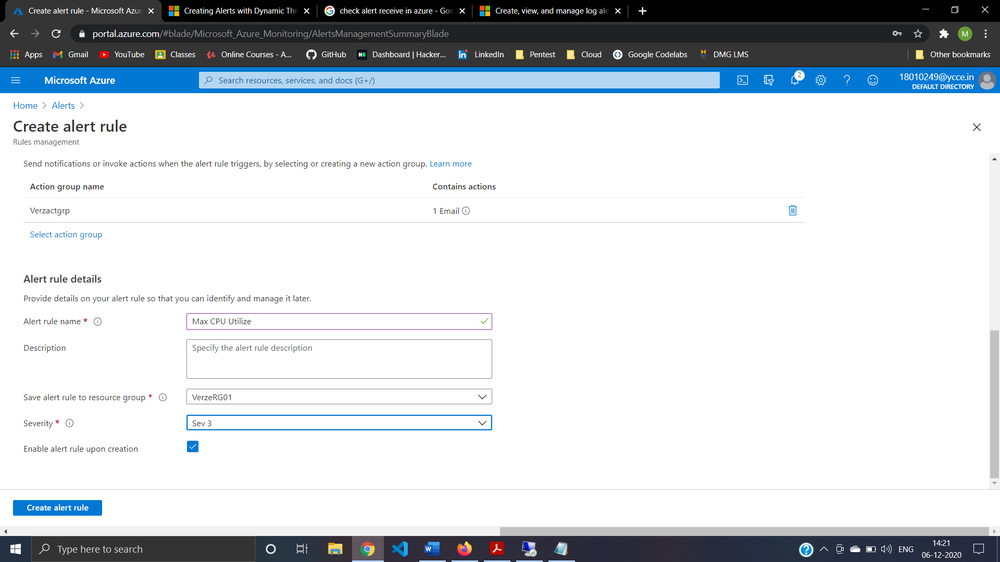 Create alert rule - Microsoft Azur
Creating Alerts with Dynamic Thr
check alert receive in azure - Goo
Create, view, and manage log ale
portal.azure.com/#blade/Microsoft_Azure_Monitoring/AlertsManagementSummaryBlade
M
Apps
Gmail
YouTube
Classes
Online Courses - A...
GitHub
Dashboard | Hacker...
LinkedIn
Pentest
Cloud
Google Codelabs
DMG LMS
Other bookmarks
Microsoft Azure
Search resources, services, and docs (G+/)
2
18010249@ycce.in
DEFAULT DIRECTORY
Home > Alerts >
Create alert rule
Rules management
Send notifications or invoke actions when the alert rule triggers, by selecting or creating a new action group. Learn more
Action group name
Contains actions
Verzactgrp
1 Email
Select action group
Alert rule details
Provide details on your alert rule so that you can identify and manage it later.
Alert rule name *
Max CPU Utilize
Description
Specify the alert rule description
Save alert rule to resource group *
VerzeRG01
Severity *
Sev 3
Enable alert rule upon creation
Create alert rule
Type here to search
ENG
14:21
06-12-2020